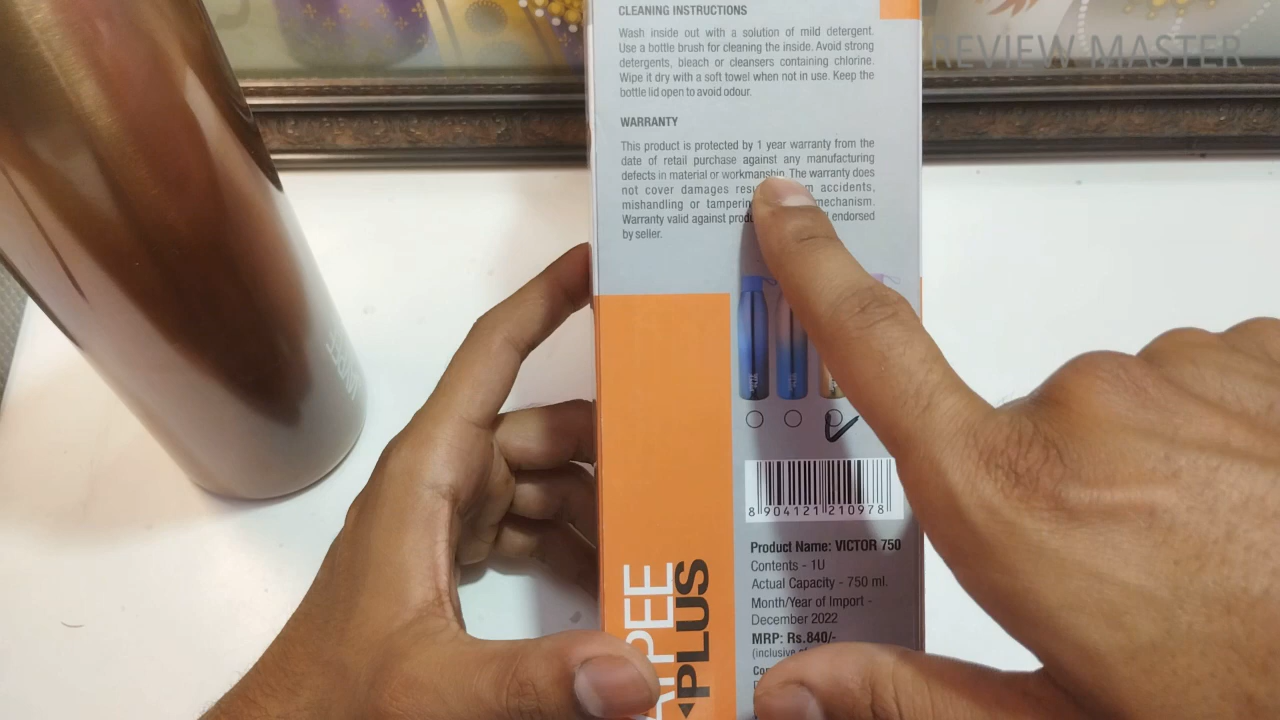 REVIEW MASTER
CLEANING INSTRUCTIONS
Wash inside out with a solution of mild detergent.
Use a bottle brush for cleaning the inside. Avoid strong
detergents, bleach or cleansers containing chlorine.
Wipe it dry with a soft towel when not in use. Keep the
bottle lid open to avoid odour.
WARRANTY
This product is protected by 1 year warranty from the
date of retail purchase against any manufacturing
defects in material or workmanship. The warranty does
not cover damages accidents,
mishandling or mechanism.
Warranty valid against endorsed
by seller.
8 904121 210978
Product Name: VICTOR 750
Contents - 1U
Actual Capacity - 750 ml.
Month/Year of Import -
December 2022
MRP: Rs.840/-
(inclusive
PLUS